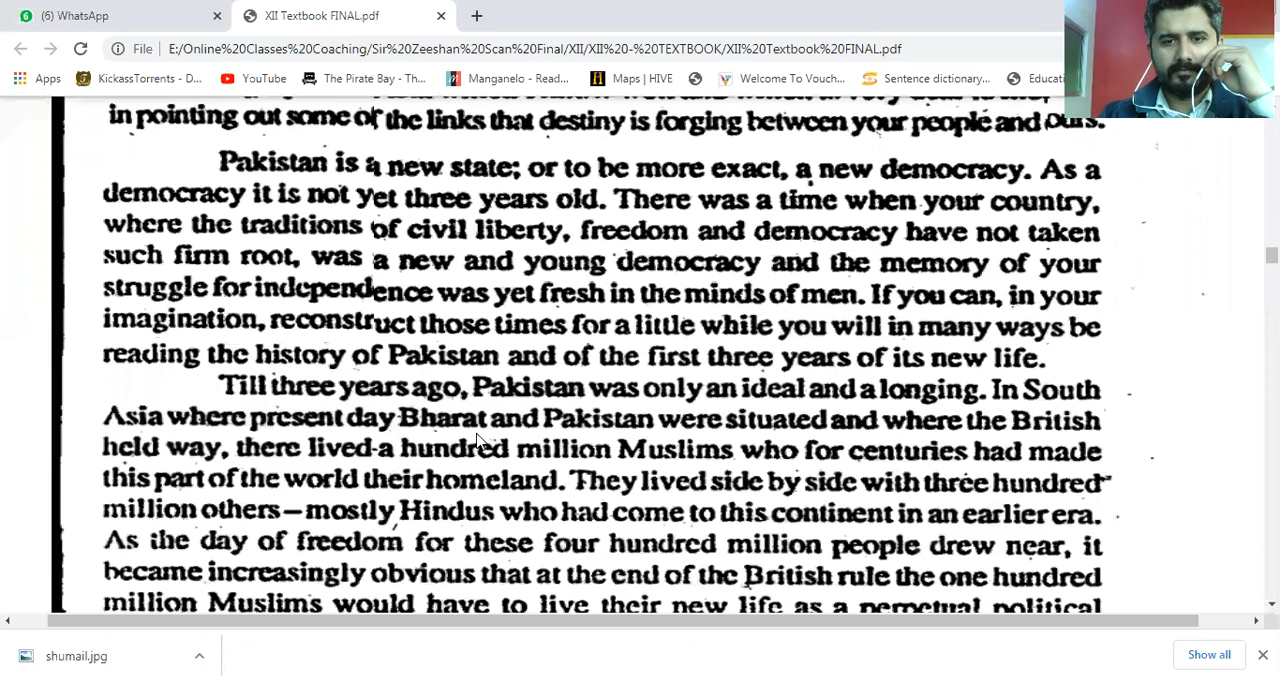 (6) WhatsApp
XII Textbook FINAL.pdf
File
E:/Online%20Classes%20Coaching/Sir%20Zeeshan%20Scan%20Final/XII/XII%20-%20TEXTBOOK/XII%20Textbook%20FINAL.pdf
Apps
KickassTorrents - D...
YouTube
The Pirate Bay - Th...
Manganelo - Read...
Maps | HIVE
Welcome To Vouch...
Sentence dictionary...
Educati
in pointing out some of the links that destiny is forging between your people and ours.
Pakistan is a new state; or to be more exact, a new democracy. As a
democracy it is not yet three years old. There was a time when your country,
where the traditions of civil liberty, freedom and democracy have not taken
such firm root, was a new and young democracy and the memory of your
struggle for independence was yet fresh in the minds of men. If you can, in your
imagination, reconstruct those times for a little while you will in many ways be
reading the history of Pakistan and of the first three years of its new life.
Till three years ago, Pakistan was only an ideal and a longing. In South
Asia where present day Bharat and Pakistan were situated and where the British
held way, there lived a hundred million Muslims who for centuries had made
this part of the world their homeland. They lived side by side with three hundred
million others—mostly Hindus who had come to this continent in an earlier era.
As the day of freedom for these four hundred million people drew near, it
became increasingly obvious that at the end of the British rule the one hundred
million Muslims would have to live their new life as a perpetual political
shumail.jpg
Show all